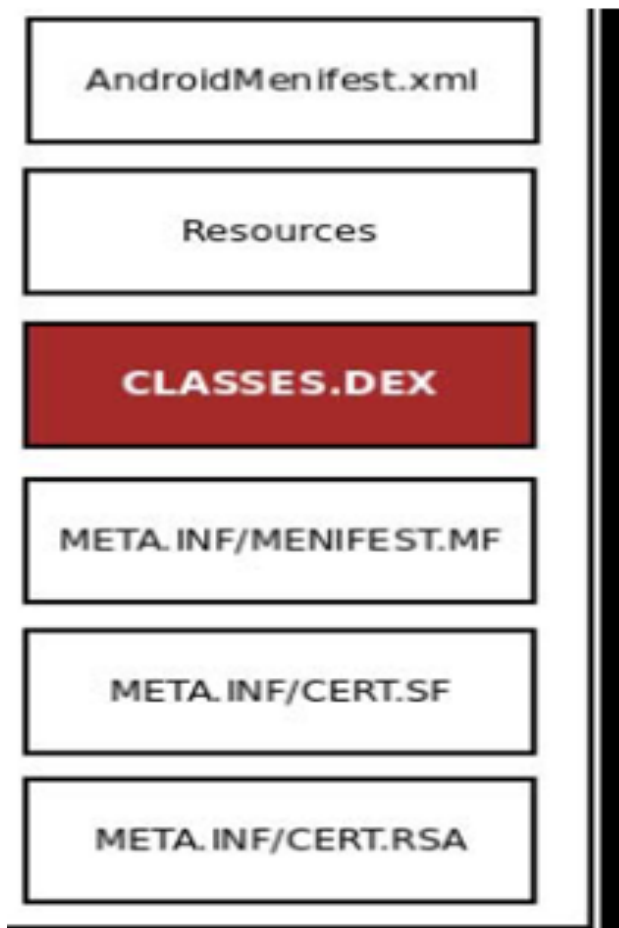 AndroidMenifest.xml
Resources
CLASSES.DEX
META.INF/MENIFEST.MF
META.INF/CERT.SF
META.INF/CERT.RSA